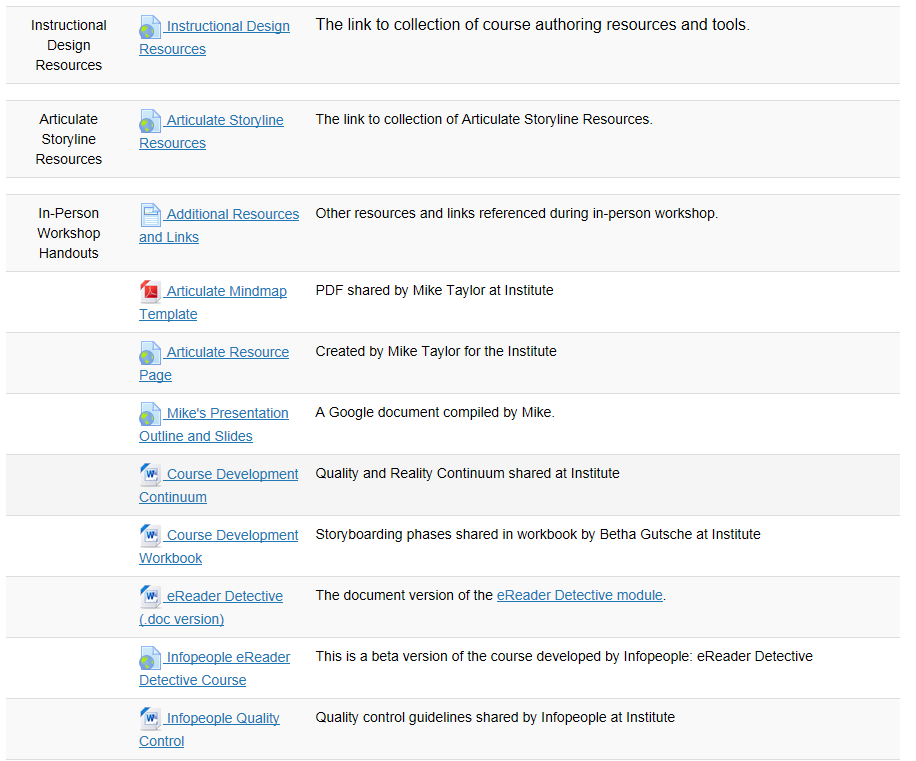 Instructional
Design
Resources
Instructional Design
Resources
The link to collection of course authoring resources and tools.
Articulate
Storyline
Resources
Articulate Storyline
Resources
The link to collection of Articulate Storyline Resources.
In-Person
Workshop
Handouts
Additional Resources
and Links
Other resources and links referenced during in-person workshop.
Articulate Mindmap
Template
PDF shared by Mike Taylor at Institute
Articulate Resource
Page
Created by Mike Taylor for the Institute
Mike's Presentation
Outline and Slides
A Google document compiled by Mike.
Course Development
Continuum
Quality and Reality Continuum shared at Institute
Course Development
Workbook
Storyboarding phases shared in workbook by Betha Gutsche at Institute
eReader Detective
(.doc version)
The document version of the eReader Detective module.
Infopeople eReader
Detective Course
This is a beta version of the course developed by Infopeople: eReader Detective
Infopeople Quality
Control
Quality control guidelines shared by Infopeople at Institute